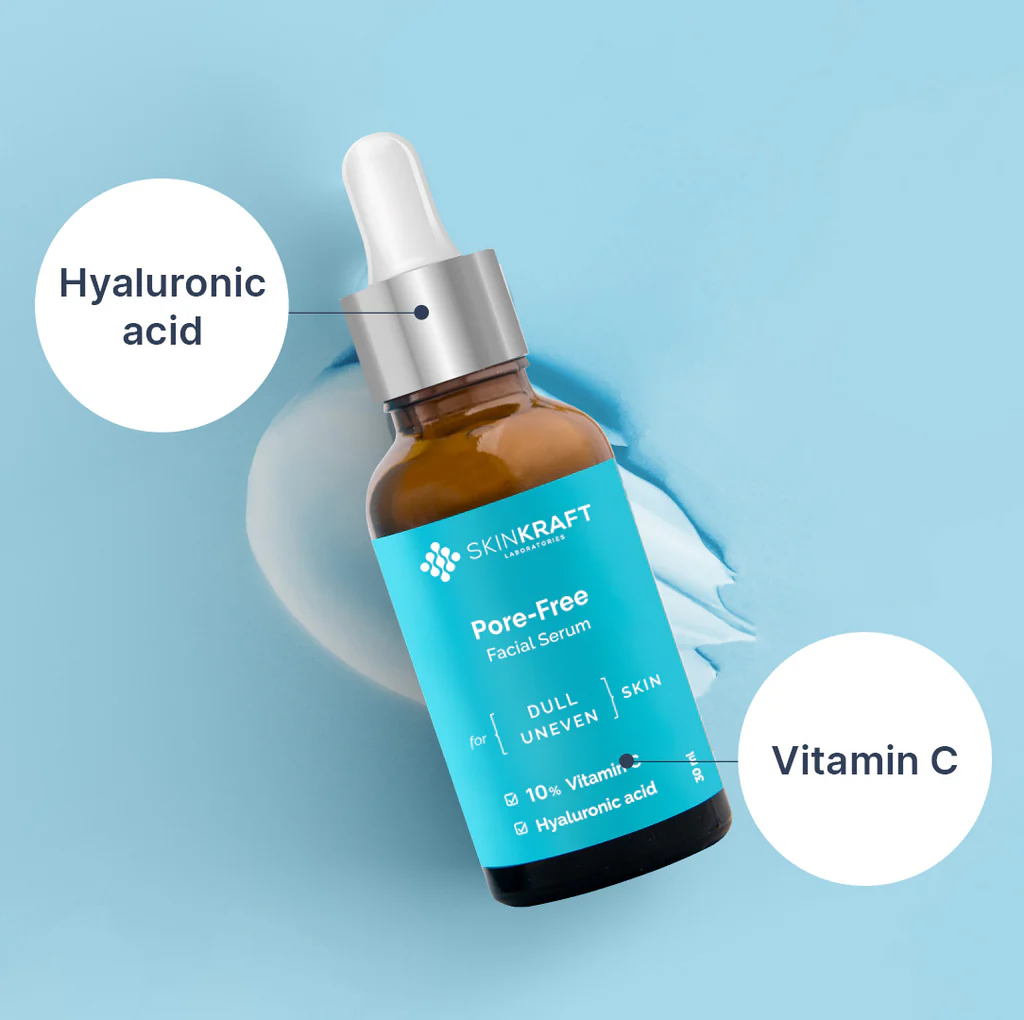 Hyaluronic
acid
SKINKRAFT
LABORATORIES
Pore-Free
Facial Serum
for { DULL
UNEVEN } SKIN
10% Vitamin C
Hyaluronic acid
30 ml
Vitamin C